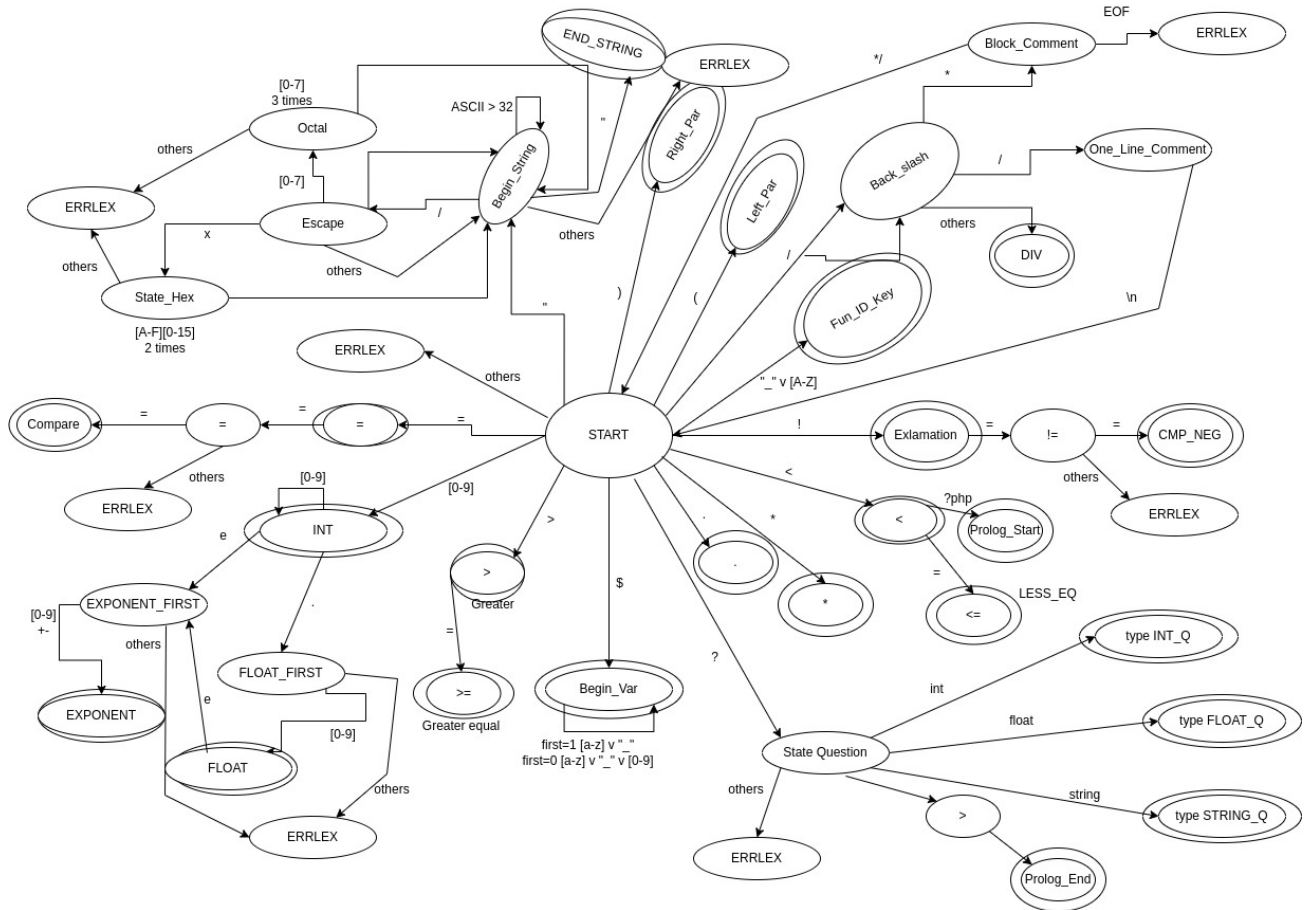 EOF
END_STRING
Block_Comment
ERRLEX
*/
ERRLEX
*
[0-7]
3 times
ASCII > 32
"
Right_Par
Octal
others
Begin_String
Left_Par
Back_slash
/
One_Line_Comment
[0-7]
ERRLEX
Escape
/
others
x
others
others
others
/
DIV
State_Hex
)
(
"
Fun_ID_Key
\n
[A-F][0-15]
2 times
ERRLEX
others
"_" v [A-Z]
Compare
=
=
=
=
=
START
!
Exlamation
=
!=
=
CMP_NEG
others
ERRLEX
[0-9]
[0-9]
<
?php
others
ERRLEX
INT
>
.
*
<
Prolog_Start
e
>
.
=
$
*
LESS_EQ
EXPONENT_FIRST
Greater
<=
[0-9]
+-
others
.
=
?
type INT_Q
FLOAT_FIRST
>=
Begin_Var
int
e
EXPONENT
Greater equal
float
type FLOAT_Q
[0-9]
first=1 [a-z] v "_"
first=0 [a-z] v "_" v [0-9]
State Question
FLOAT
others
others
string
ERRLEX
>
type STRING_Q
ERRLEX
Prolog_End